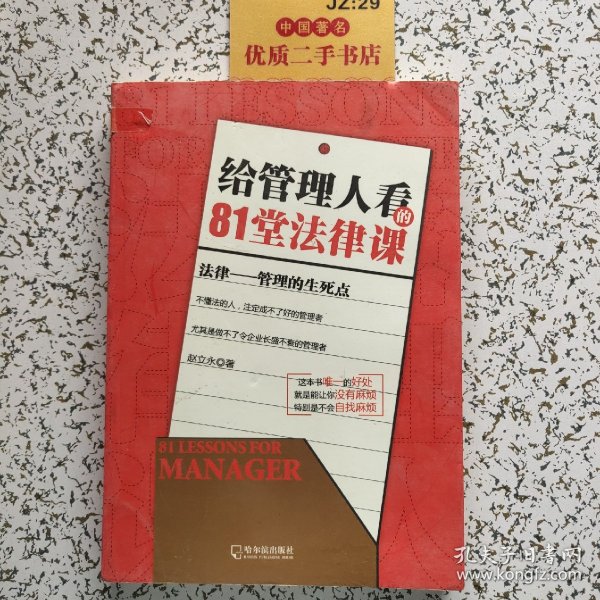 JZ:29
中国著名
优质二手书店
给管理人看的
81堂法律课
法律——管理的生死点
不懂法的人，注定成不了好的管理者
尤其是做不了令企业长盛不衰的管理者
赵立永◎著
这本书唯一的好处
就是能让你没有麻烦
特别是不会自找麻烦
81 LESSONS FOR
MANAGER
哈尔滨出版社
HARBIN PUBLISHING HOUSE
孔夫子旧书网
www.kongfz.com